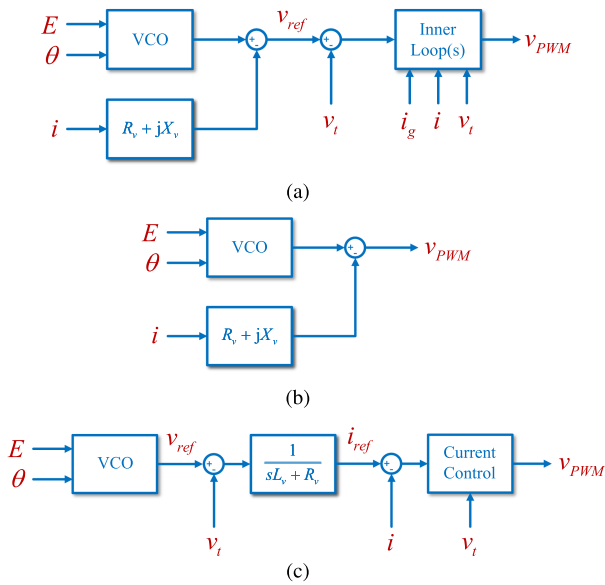 E
θ
VCO
+
-
v_ref
+
-
Inner
Loop(s)
v_PWM
i
R_v + jX_v
v_t
i_g
i
v_t
(a)
E
θ
VCO
+
-
v_PWM
i
R_v + jX_v
(b)
E
θ
VCO
v_ref
+
-
1
sL_v + R_v
i_ref
+
-
Current
Control
v_PWM
v_t
i
v_t
(c)